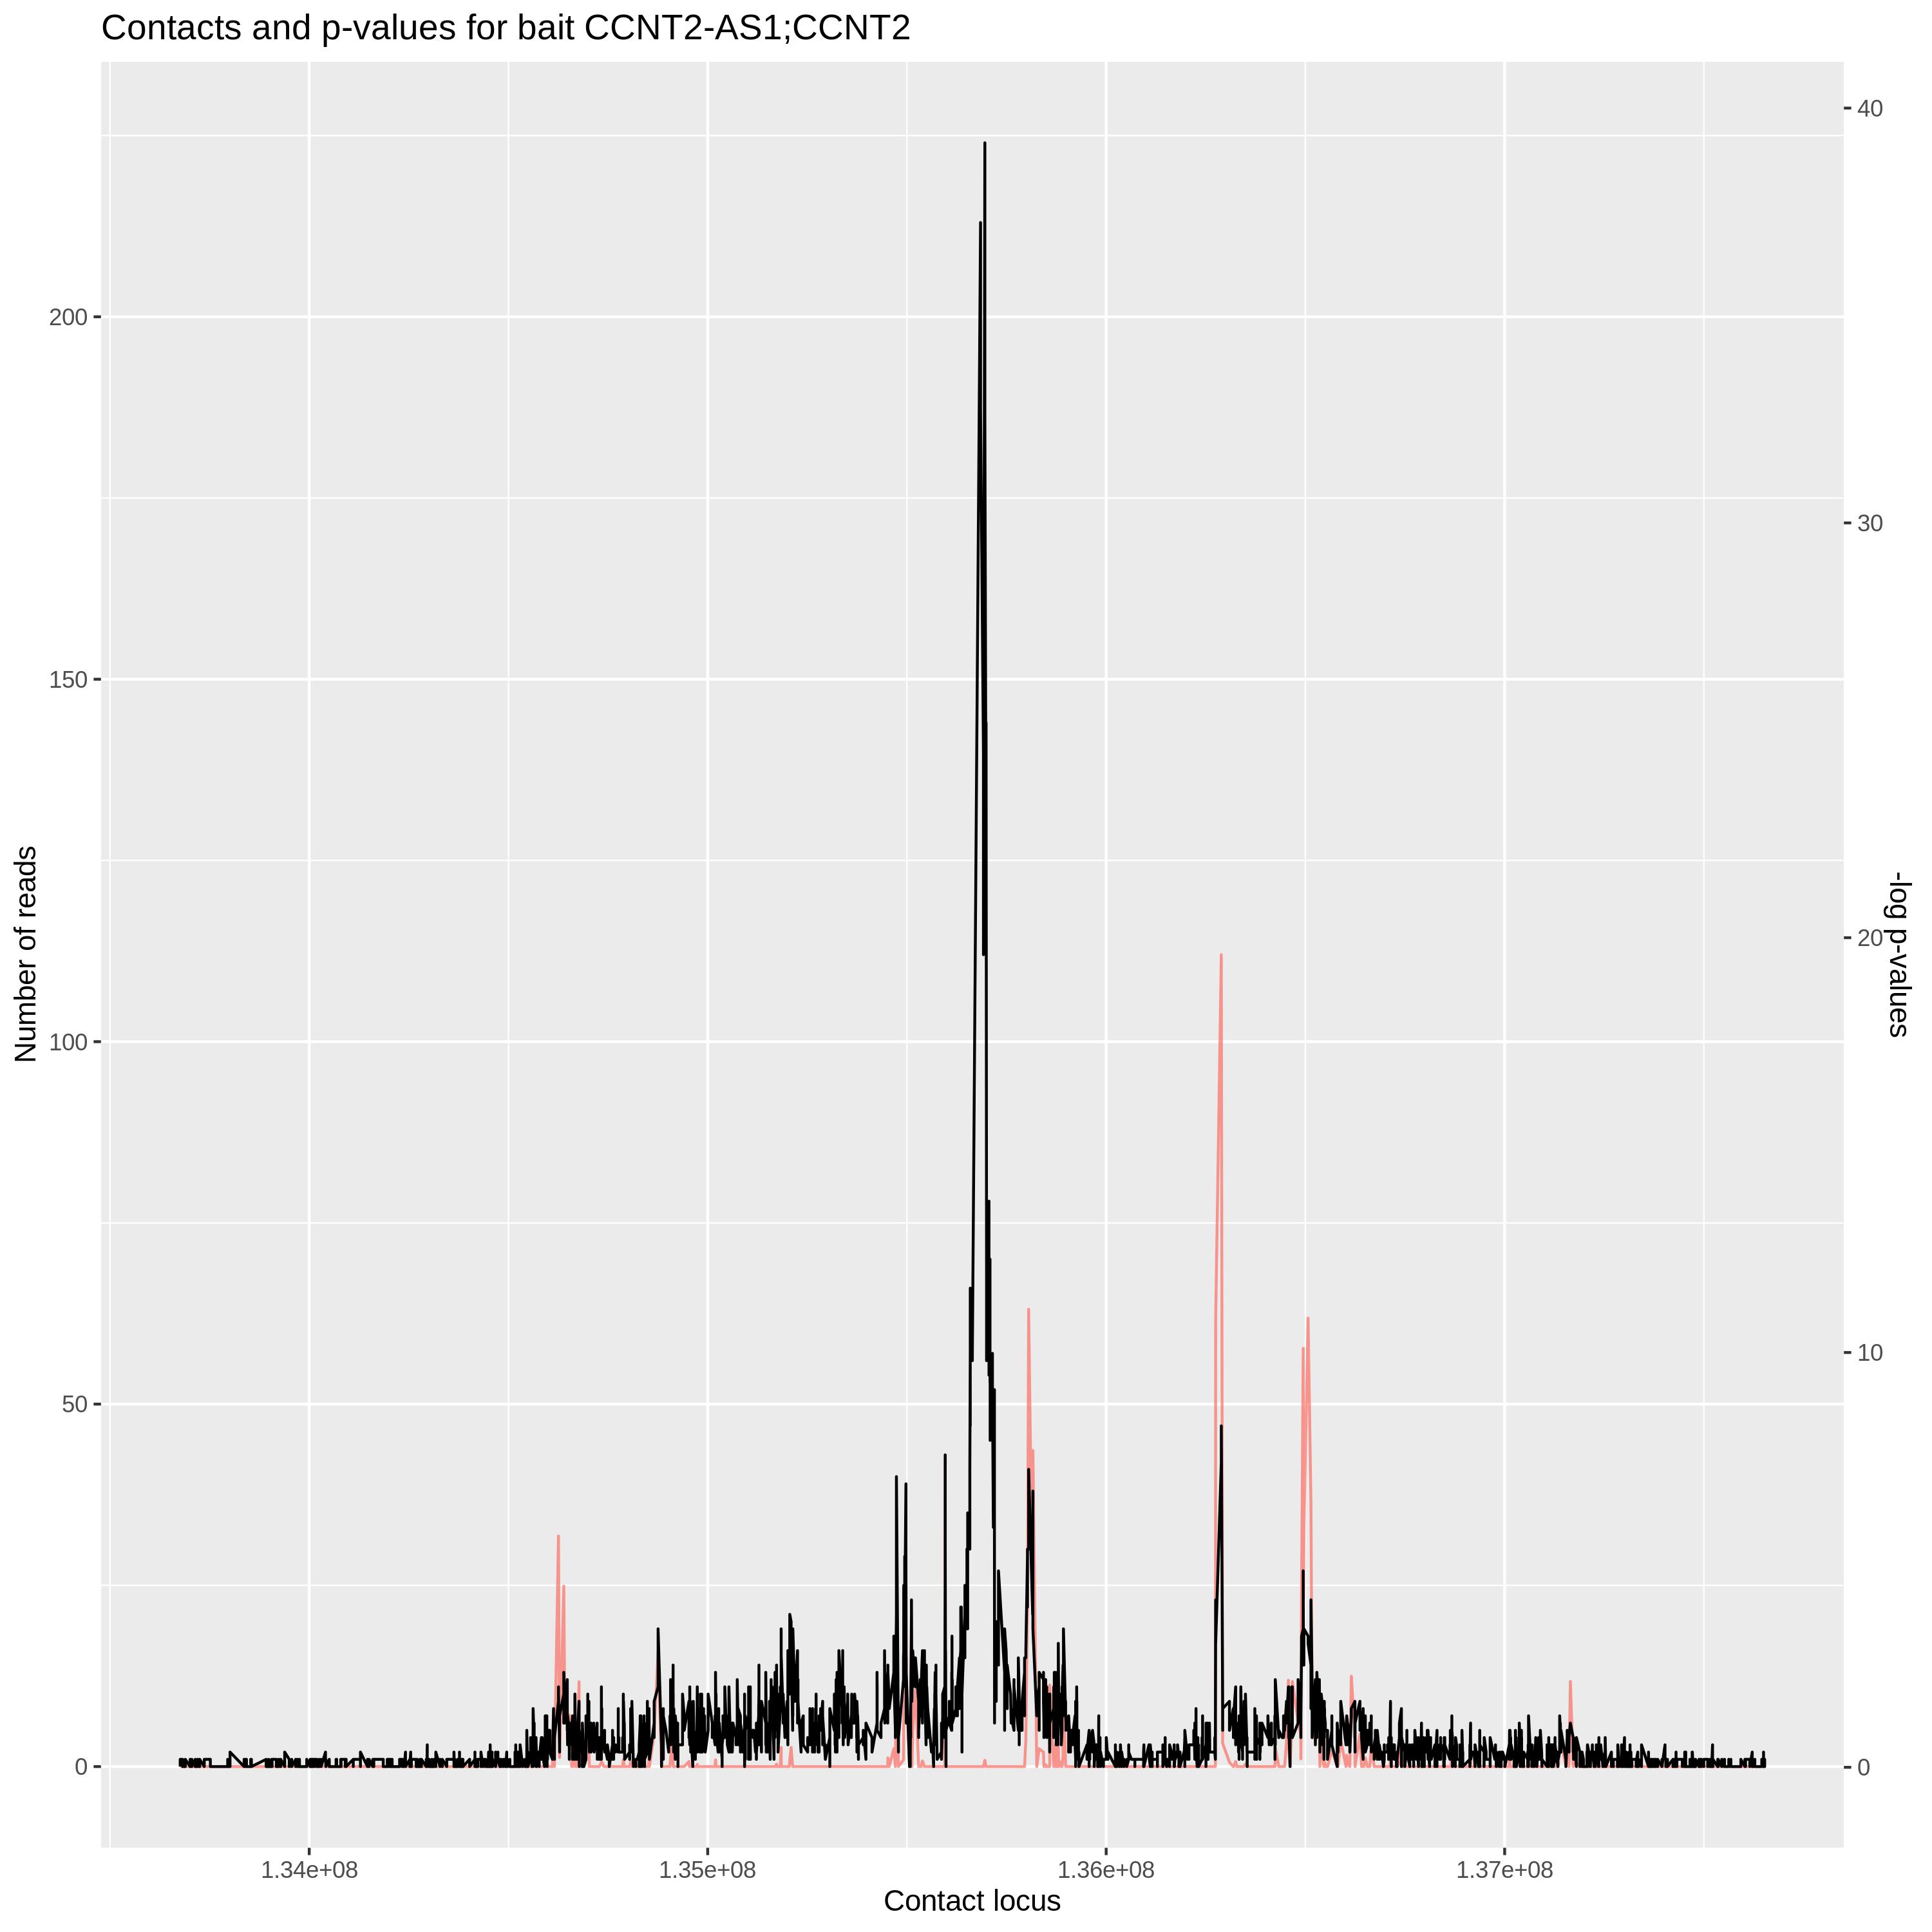 Contacts and p-values for bait CCNT2-AS1;CCNT2
Number of reads
200
150
100
50
0
40
30
20
10
0
-log p-values
1.34e+08
1.35e+08
1.36e+08
1.37e+08
Contact locus